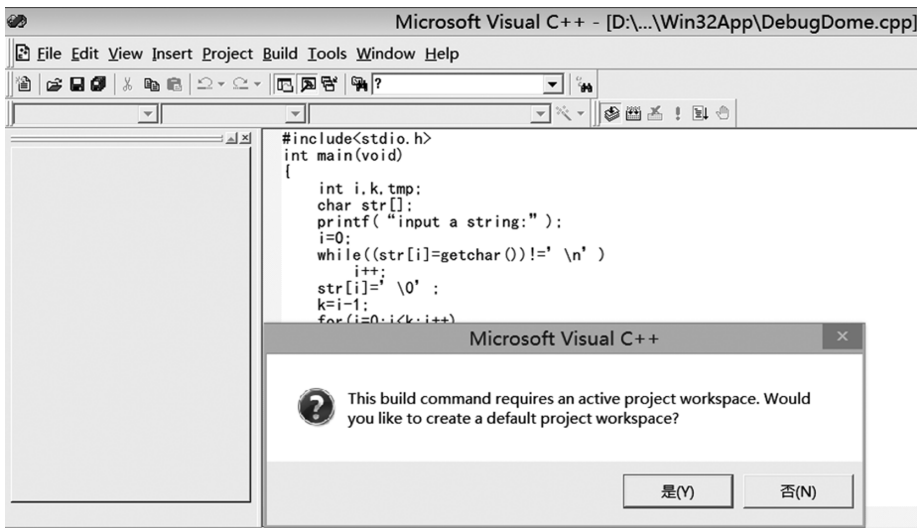 Microsoft Visual C++ - [D:\...\Win32App\DebugDome.cpp]
File Edit View Insert Project Build Tools Window Help
?
#include<stdio.h>
int main(void)
{
int i,k,tmp;
char str[];
printf(“input a string:”);
i=0;
while((str[i]=getchar())!=’\n’)
i++;
str[i]=’\0’;
k=i-1;
for(i=0;i<k;i++)
Microsoft Visual C++
This build command requires an active project workspace. Would
you like to create a default project workspace?
是(Y) 否(N)